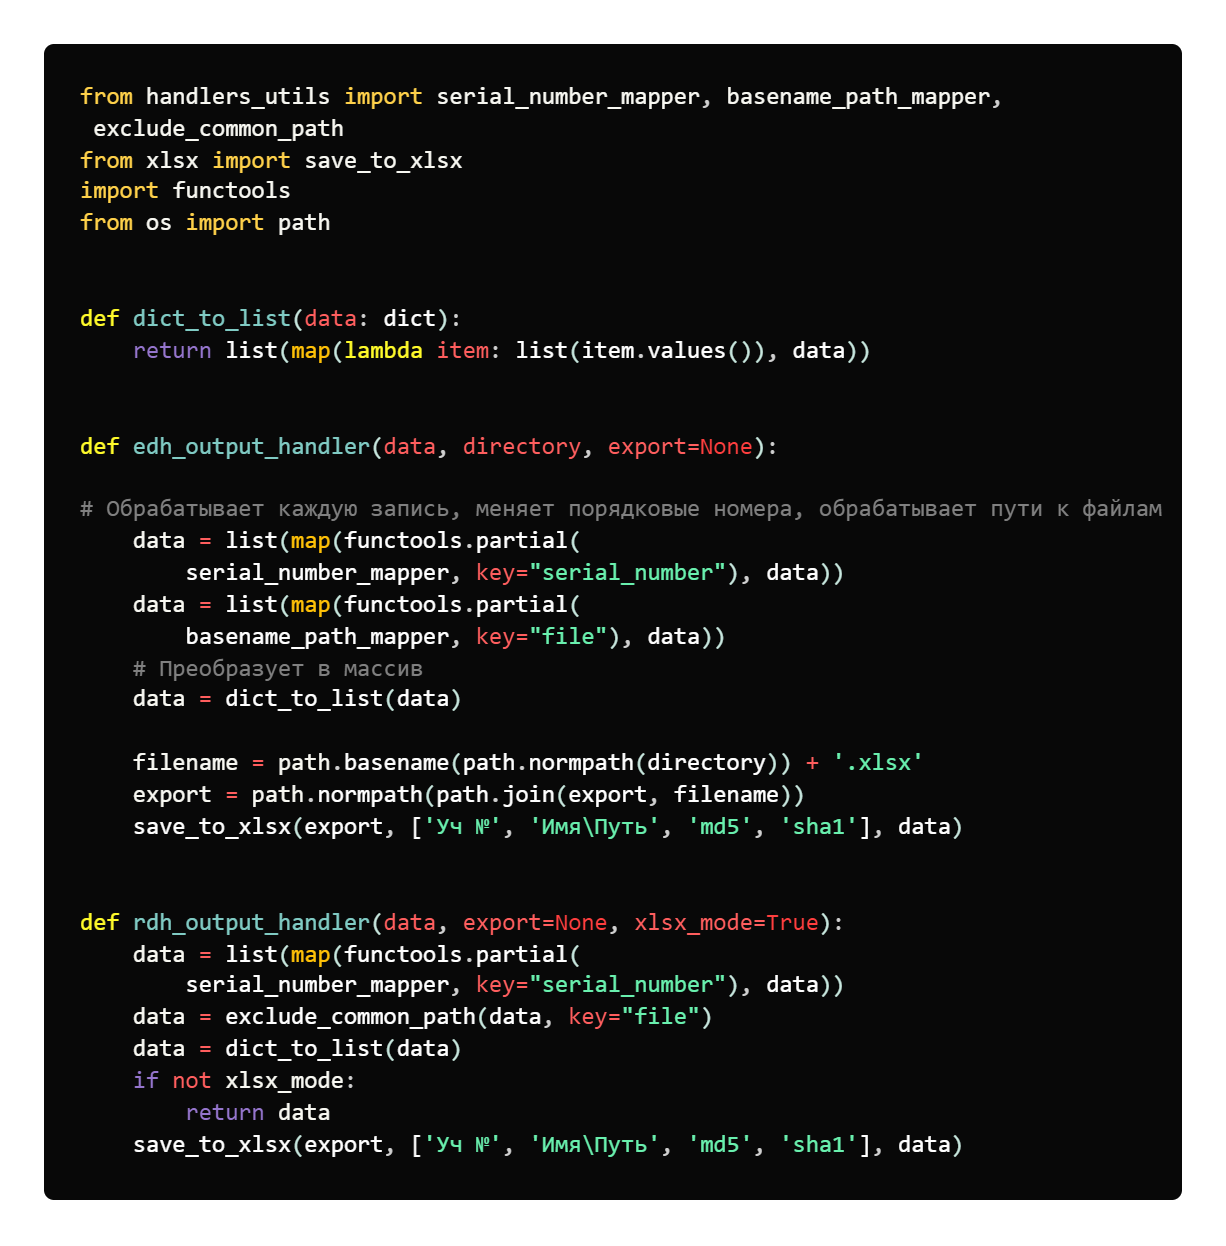 from handlers_utils import serial_number_mapper, basename_path_mapper,
 exclude_common_path
from xlsx import save_to_xlsx
import functools
from os import path


def dict_to_list(data: dict):
    return list(map(lambda item: list(item.values()), data))


def edh_output_handler(data, directory, export=None):

# Обрабатывает каждую запись, меняет порядковые номера, обрабатывает пути к файлам
    data = list(map(functools.partial(
        serial_number_mapper, key="serial_number"), data))
    data = list(map(functools.partial(
        basename_path_mapper, key="file"), data))
    # Преобразует в массив
    data = dict_to_list(data)

    filename = path.basename(path.normpath(directory)) + '.xlsx'
    export = path.normpath(path.join(export, filename))
    save_to_xlsx(export, ['Уч №', 'Имя\Путь', 'md5', 'sha1'], data)


def rdh_output_handler(data, export=None, xlsx_mode=True):
    data = list(map(functools.partial(
        serial_number_mapper, key="serial_number"), data))
    data = exclude_common_path(data, key="file")
    data = dict_to_list(data)
    if not xlsx_mode:
        return data
    save_to_xlsx(export, ['Уч №', 'Имя\Путь', 'md5', 'sha1'], data)